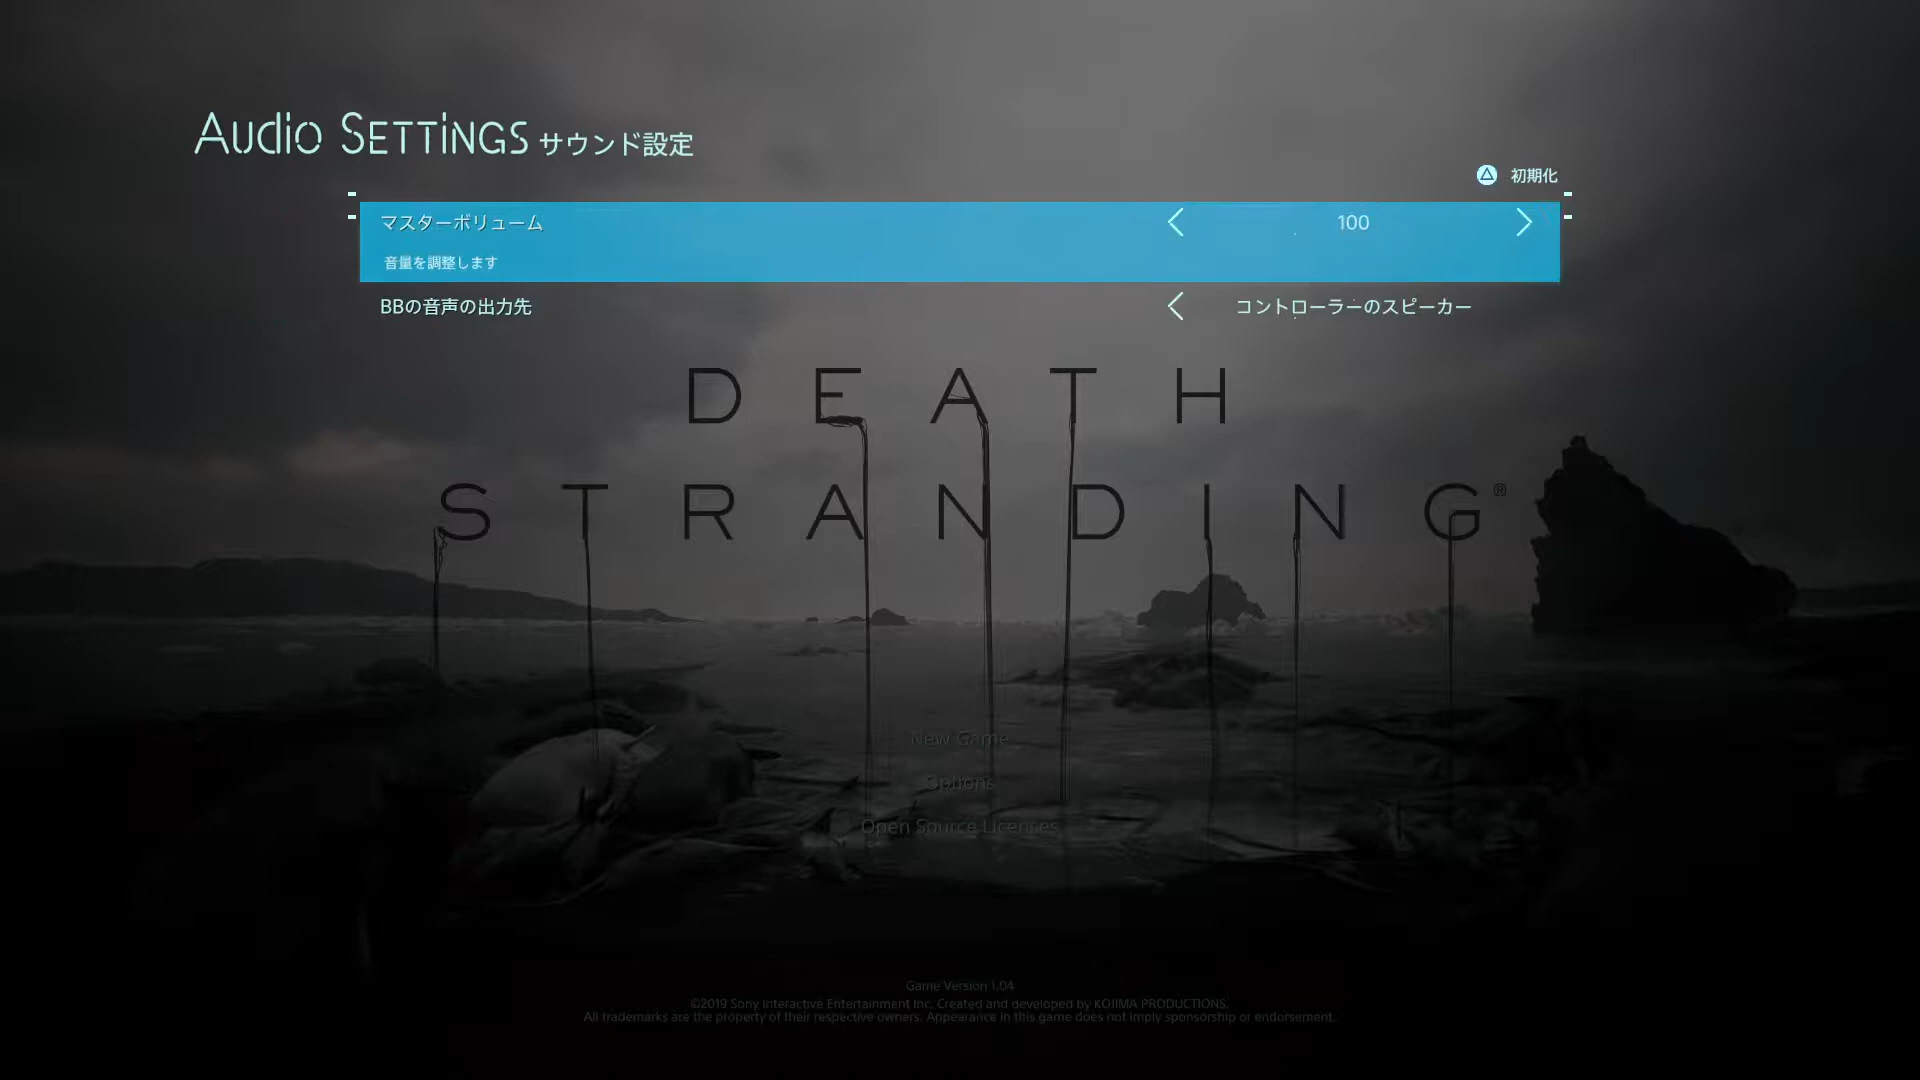 Audio Settings サウンド設定
初期化
マスターボリューム 100
音量を調整します
BBの音声の出力先 コントローラーのスピーカー
DEATH
STRANDING®
New Game
Options
Open Source Licences
Game Version 1.04
©2019 Sony Interactive Entertainment Inc. Created and developed by KOJIMA PRODUCTIONS.
All trademarks are the property of their respective owners. Appearance in this game does not imply sponsorship or endorsement.